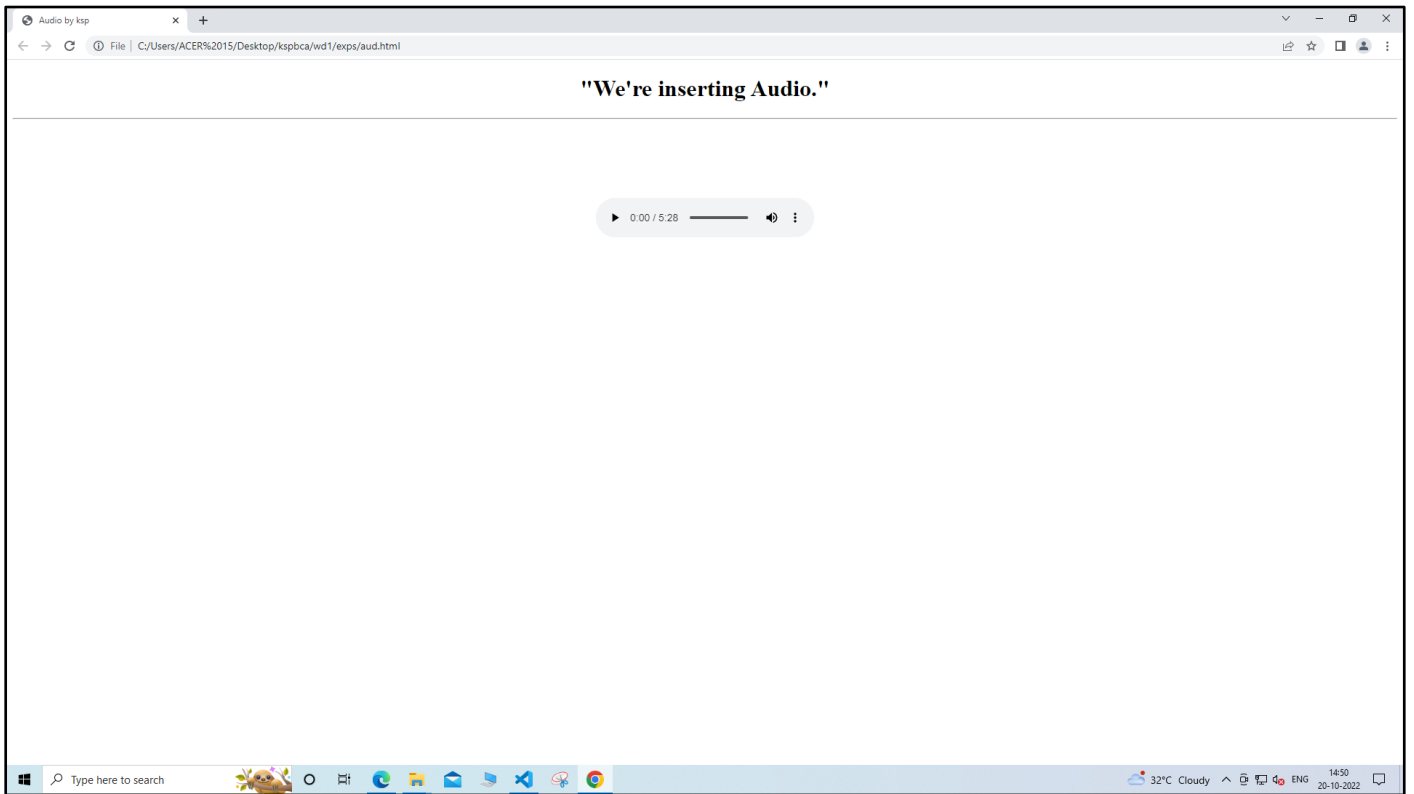 Audio by ksp
File | C:/Users/ACER%2015/Desktop/kspbca/wd1/exps/aud.html
"We're inserting Audio."
0:00 / 5:28
Type here to search
32°C Cloudy
ENG
14:50
20-10-2022